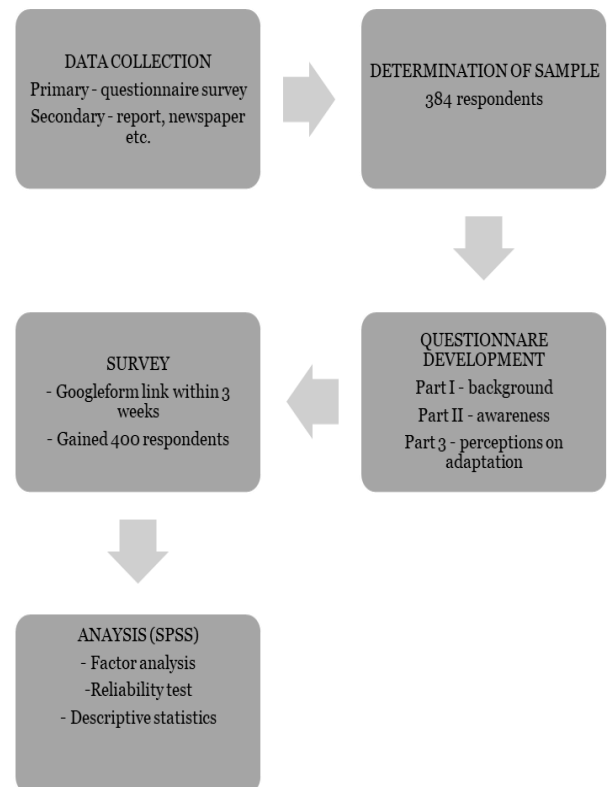 DATA COLLECTION
Primary - questionnaire survey
Secondary - report, newspaper
etc.
DETERMINATION OF SAMPLE
384 respondents
QUESTIONNARE
DEVELOPMENT
Part I - background
Part II - awareness
Part 3 - perceptions on
adaptation
SURVEY
- Googleform link within 3
weeks
- Gained 400 respondents
ANAYSIS (SPSS)
- Factor analysis
-Reliability test
- Descriptive statistics